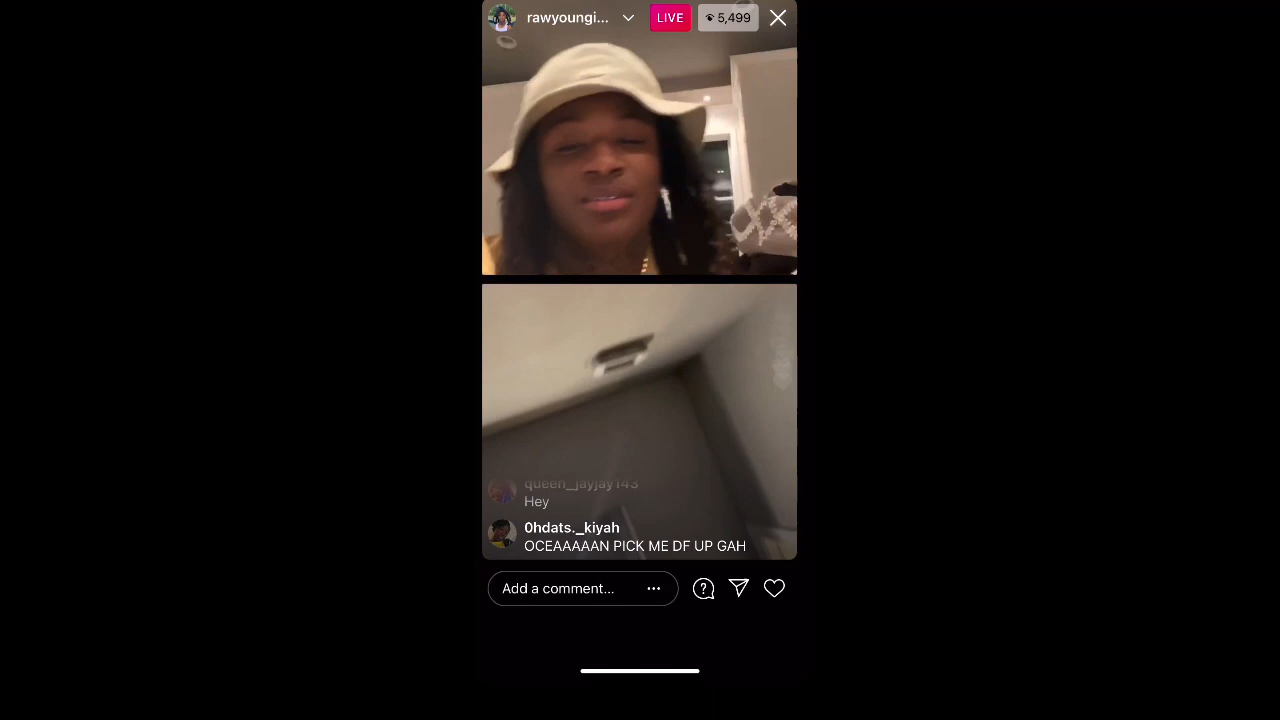 rawyoungi...
LIVE
5,499
queen_jayjay143
Hey
0hdats._kiyah
OCEAAAAAN PICK ME DF UP GAH
Add a comment...